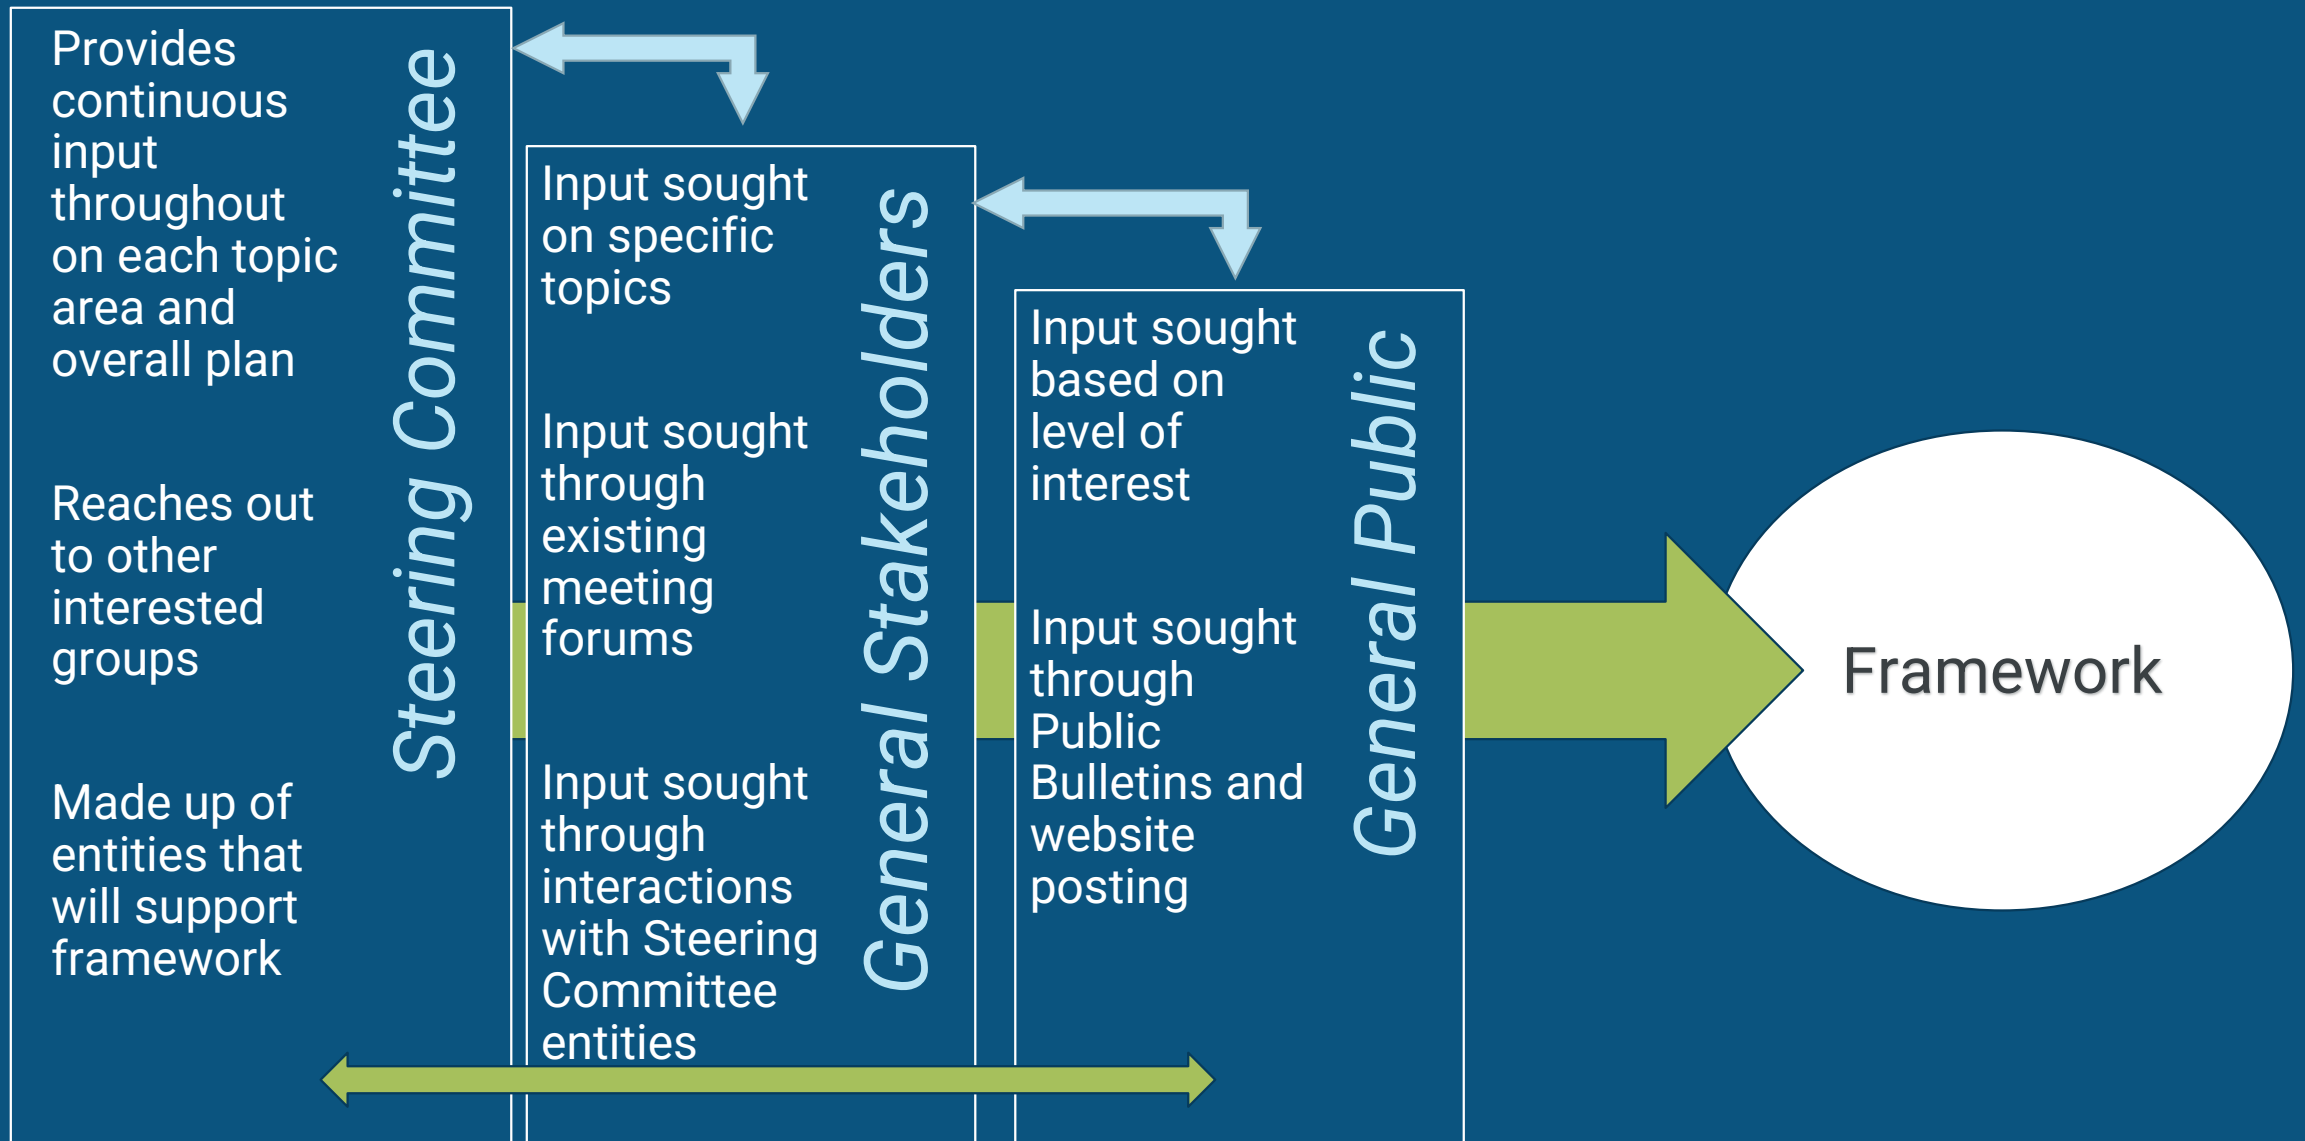 Provides
continuous
input
throughout
on each topic
area and
overall plan
Reaches out
to other
interested
groups
Made up of
entities that
will support
framework
Steering Committee
Input sought
on specific
topics
Input sought
through
existing
meeting
forums
Input sought
through
interactions
with Steering
Committee
entities
General Stakeholders
Input sought
based on
level of
interest
Input sought
through
Public
Bulletins and
website
posting
General Public
Framework